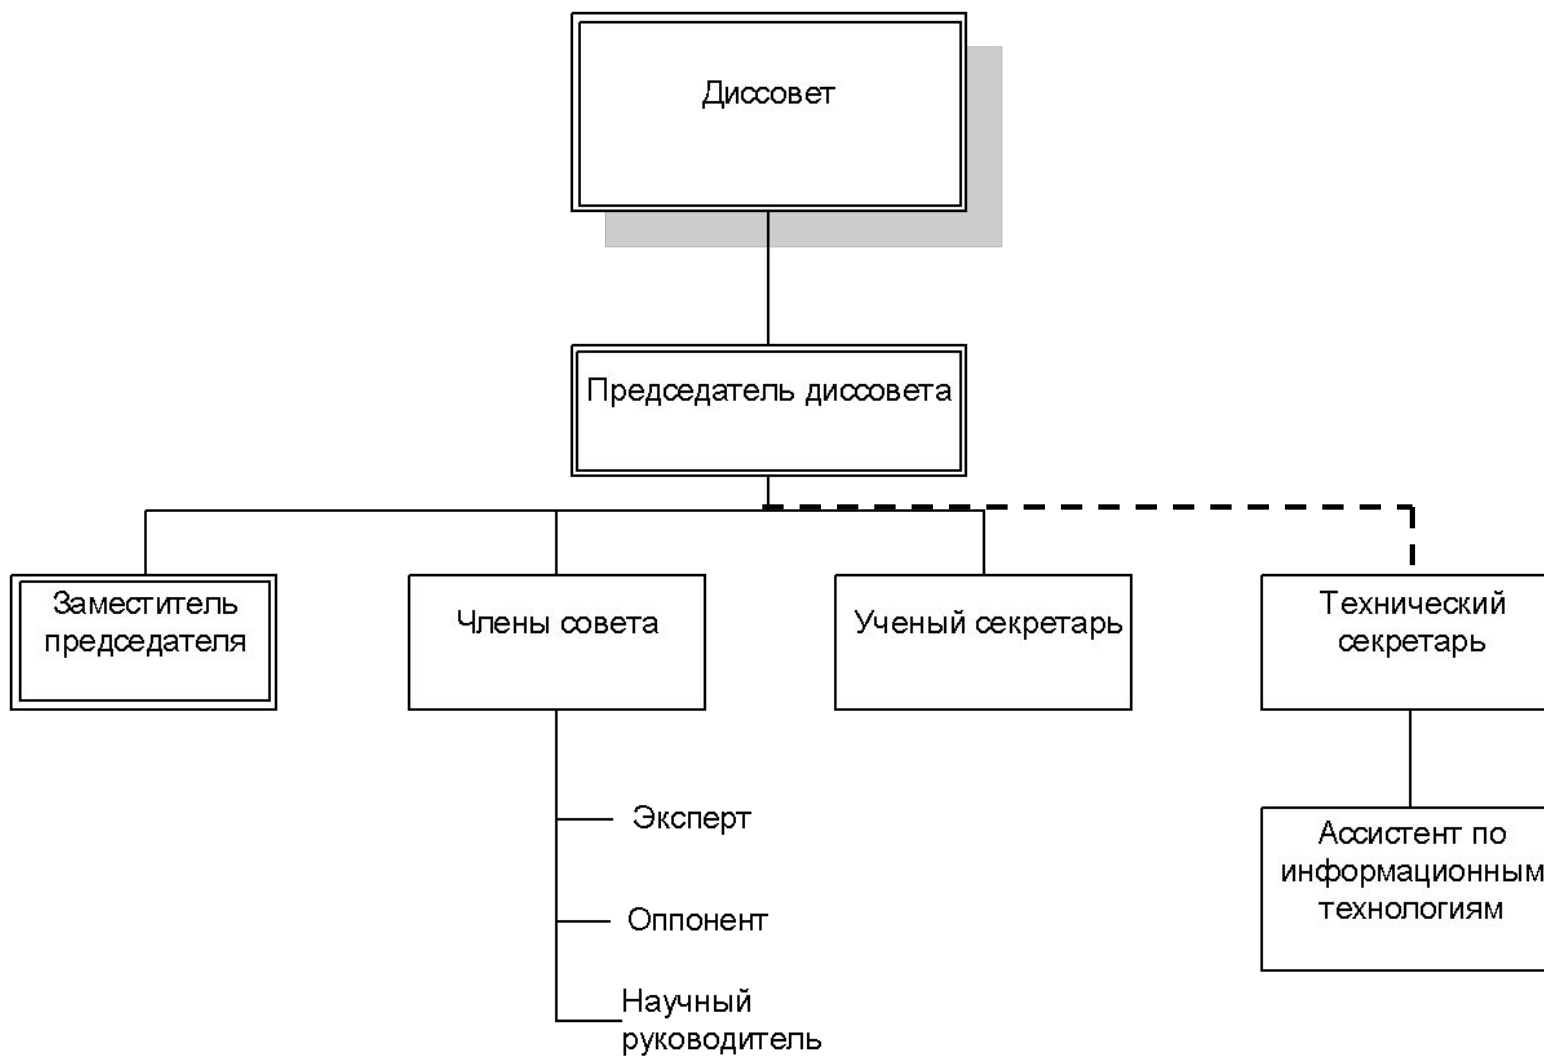 Диссовет
Председатель диссовета
Заместитель
председателя
Члены совета
Ученый секретарь
Технический
секретарь
Эксперт
Оппонент
Научный
руководитель
Ассистент по
информационным
технологиям